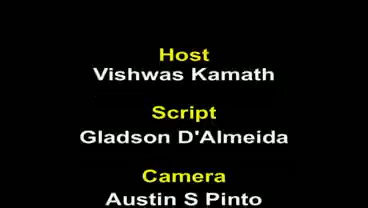 Host
Vishwas Kamath
Script
Gladson D'Almeida
Camera
Austin S Pinto